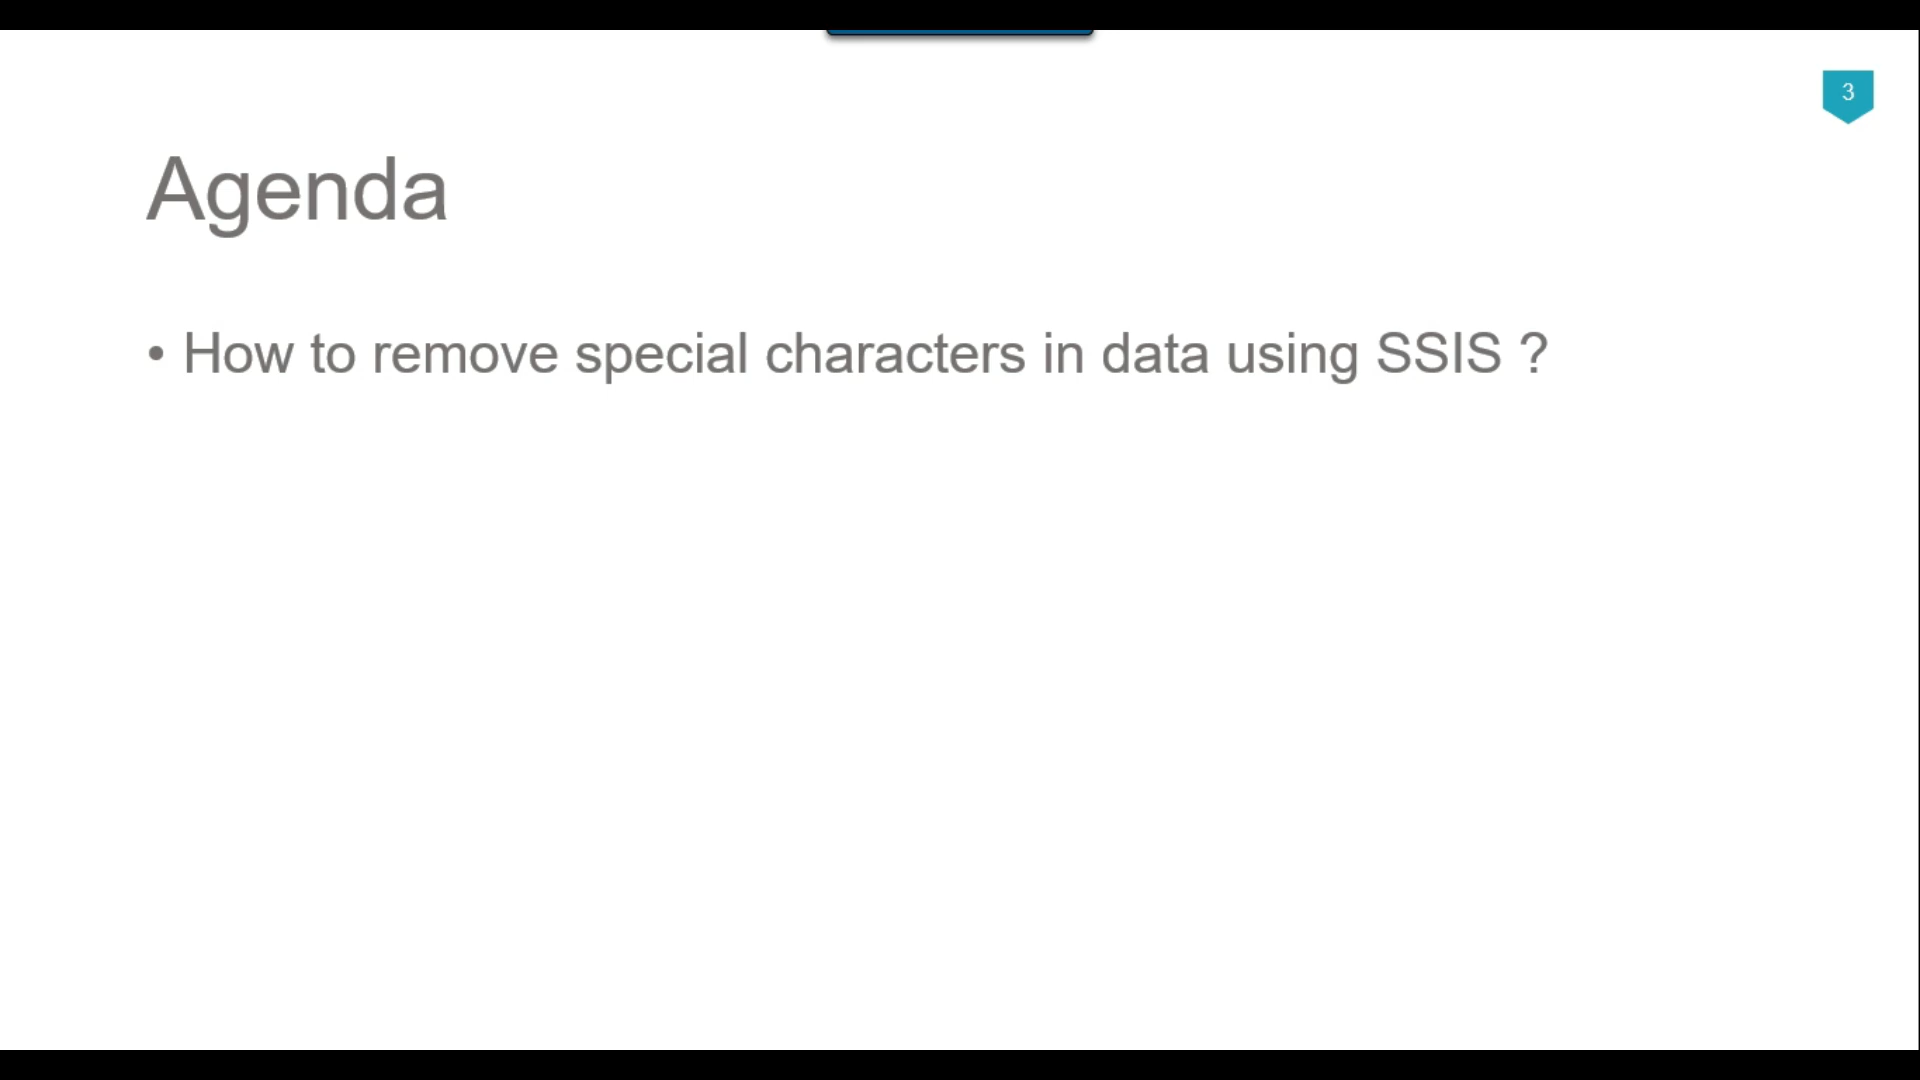 3
Agenda
• How to remove special characters in data using SSIS ?